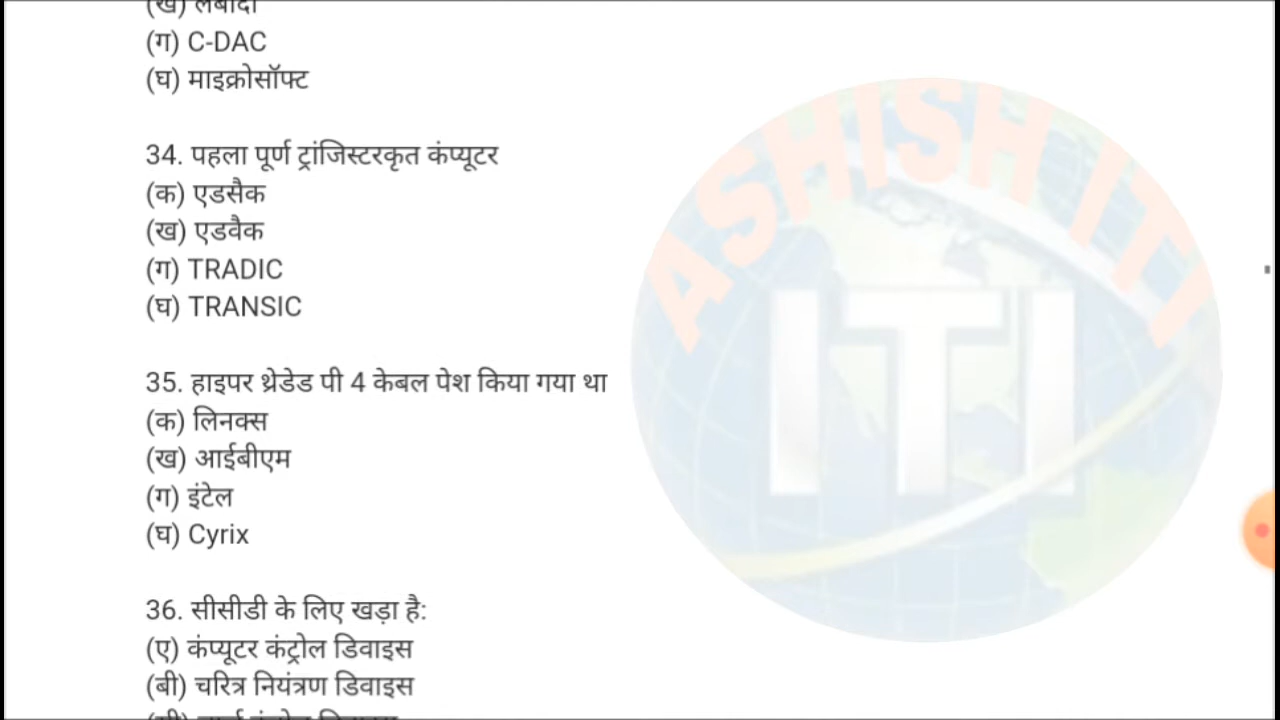 (ख) लबादा
(ग) C-DAC
(घ) माइक्रोसॉफ्ट
34. पहला पूर्ण ट्रांजिस्टरकृत कंप्यूटर
(क) एडसैक
(ख) एडवैक
(ग) TRADIC
(घ) TRANSIC
35. हाइपर थ्रेडेड पी 4 केबल पेश किया गया था
(क) लिनक्स
(ख) आईबीएम
(ग) इंटेल
(घ) Cyrix
36. सीसीडी के लिए खड़ा है:
(ए) कंप्यूटर कंट्रोल डिवाइस
(बी) चरित्र नियंत्रण डिवाइस
ASHISH ITI
ITI